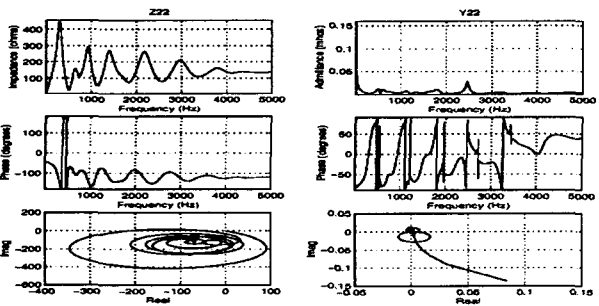 Z22
Impedance (ohms)
400
300
200
100
1000 2000 3000 4000 5000
Frequency (Hz)
Phase (degrees)
100
0
-100
1000 2000 3000 4000 5000
Frequency (Hz)
Imag
200
0
-200
-400
-600
-400 -300 -200 -100 0 100
Real
Y22
Admittance (mhos)
0.15
0.1
0.05
1000 2000 3000 4000 5000
Frequency (Hz)
Phase (degrees)
50
0
-50
1000 2000 3000 4000 5000
Frequency (Hz)
Imag
0.05
0
-0.05
-0.1
-0.15
-0.05 0 0.05 0.1 0.15
Real